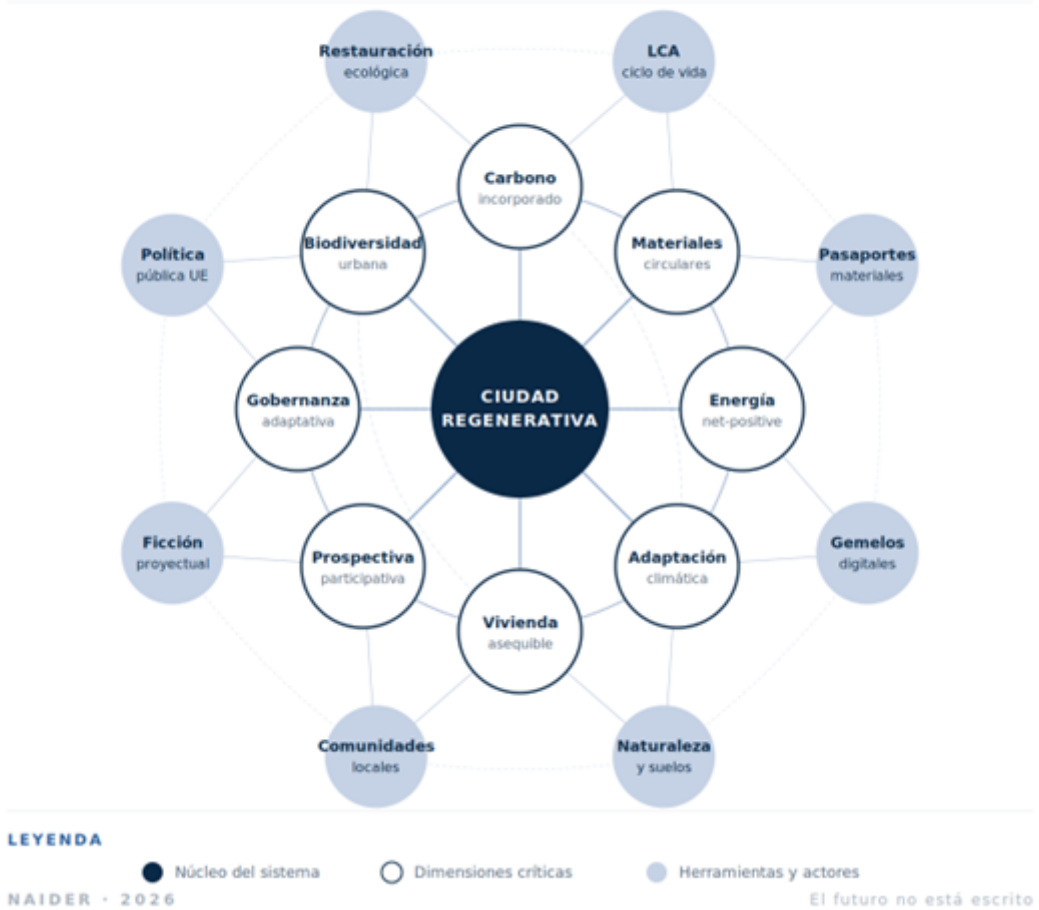 Restauración
ecológica
LCA
ciclo de vida
Carbono
incorporado
Biodiversidad
urbana
Materiales
circulares
Política
pública UE
Pasaportes
materiales
CIUDAD
REGENERATIVA
Gobernanza
adaptativa
Energía
net-positive
Ficción
proyectual
Prospectiva
participativa
Adaptación
climática
Gemelos
digitales
Vivienda
asequible
Comunidades
locales
Naturaleza
y suelos
LEYENDA
Núcleo del sistema
Dimensiones críticas
Herramientas y actores
NAIDER · 2026
El futuro no está escrito